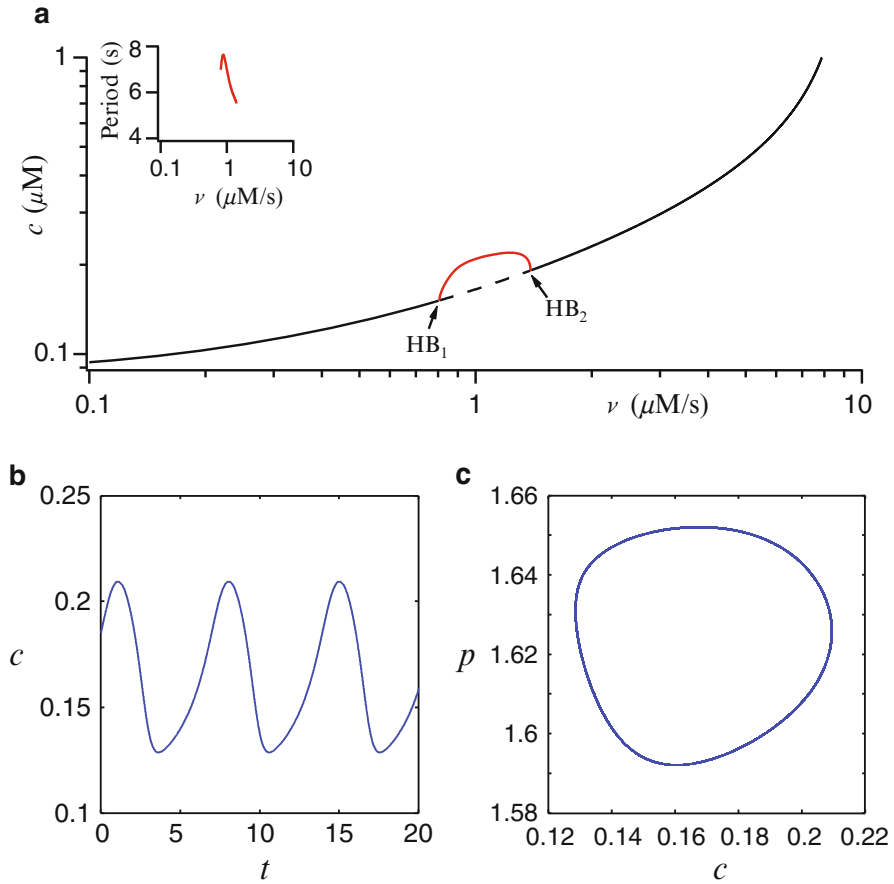 a
Period (s)
8
6
4
0.1 1 10
ν (μM/s)
c (μM)
1
0.1
HB1
HB2
0.1 1 10
ν (μM/s)
b
c
0.25
0.2
0.15
0.1
0 5 10 15 20
t
c
p
1.66
1.64
1.62
1.6
1.58
0.12 0.14 0.16 0.18 0.2 0.22
c